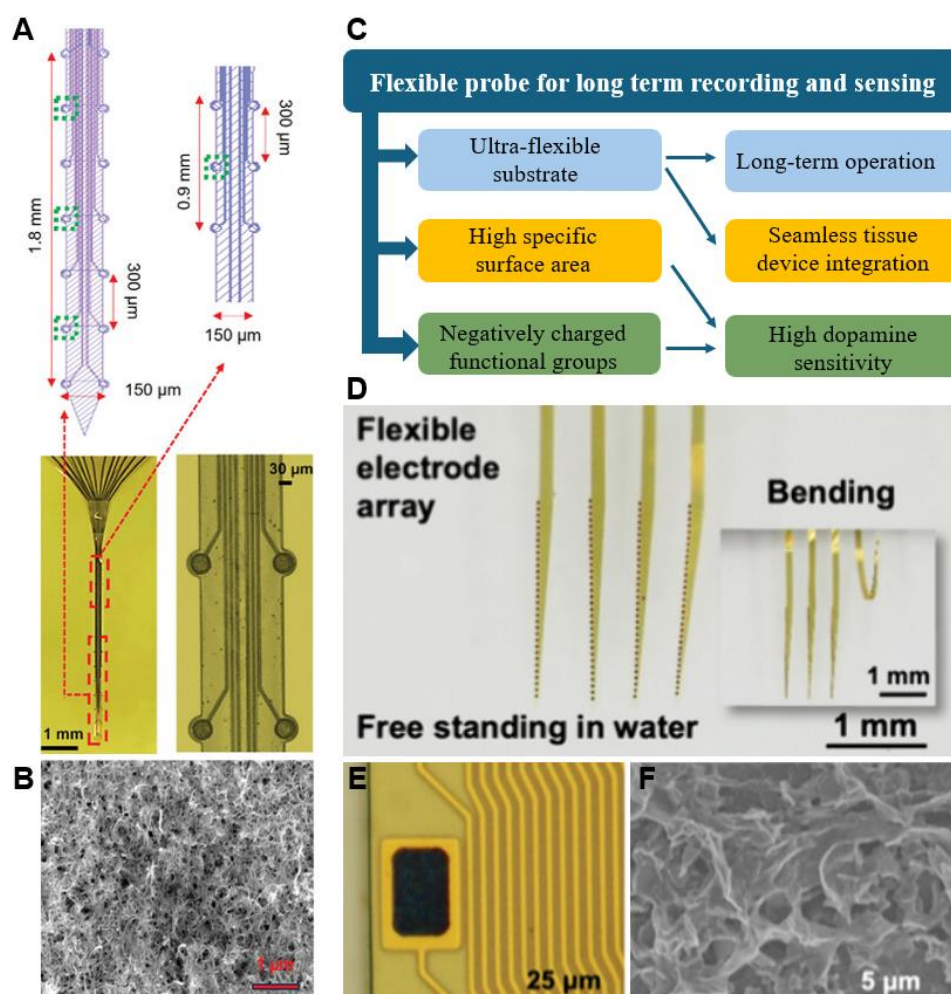 A
1.8 mm
300 µm
150 µm
0.9 mm
300 µm
150 µm
1 mm
30 µm
B
1 µm
C
Flexible probe for long term recording and sensing
Ultra-flexible
substrate
Long-term operation
High specific
surface area
Seamless tissue
device integration
Negatively charged
functional groups
High dopamine
sensitivity
D
Flexible
electrode
array
Bending
1 mm
Free standing in water
1 mm
E
25 µm
F
5 µm